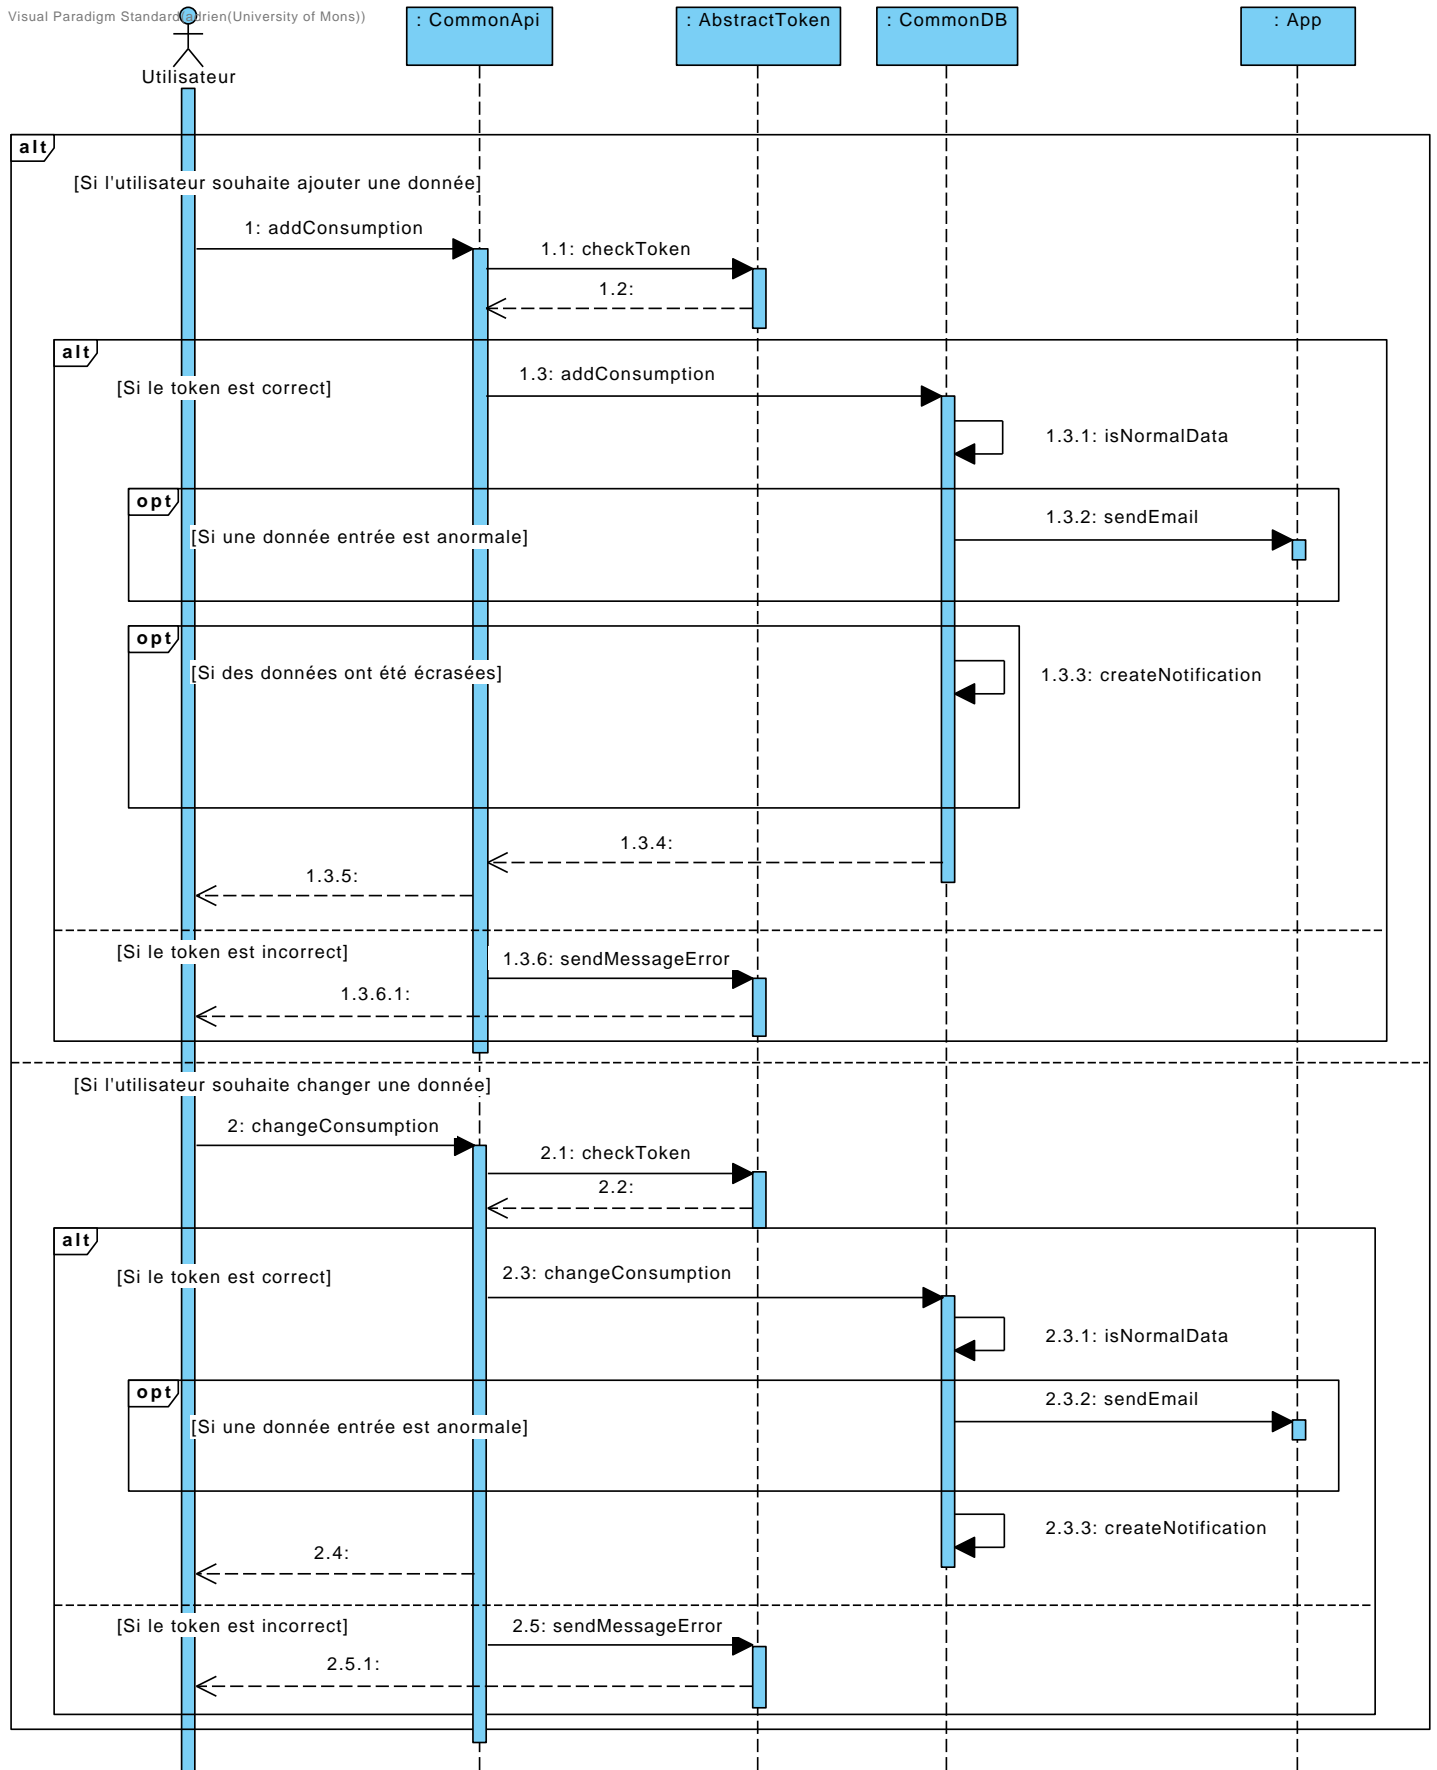 Visual Paradigm Standard(adrien(University of Mons))
Utilisateur
: CommonApi
: AbstractToken
: CommonDB
: App
alt
[Si l'utilisateur souhaite ajouter une donnée]
1: addConsumption
1.1: checkToken
1.2:
alt
[Si le token est correct]
1.3: addConsumption
1.3.1: isNormalData
opt
[Si une donnée entrée est anormale]
1.3.2: sendEmail
opt
[Si des données ont été écrasées]
1.3.3: createNotification
1.3.4:
1.3.5:
[Si le token est incorrect]
1.3.6: sendMessageError
1.3.6.1:
[Si l'utilisateur souhaite changer une donnée]
2: changeConsumption
2.1: checkToken
2.2:
alt
[Si le token est correct]
2.3: changeConsumption
2.3.1: isNormalData
opt
[Si une donnée entrée est anormale]
2.3.2: sendEmail
2.3.3: createNotification
2.4:
[Si le token est incorrect]
2.5: sendMessageError
2.5.1: